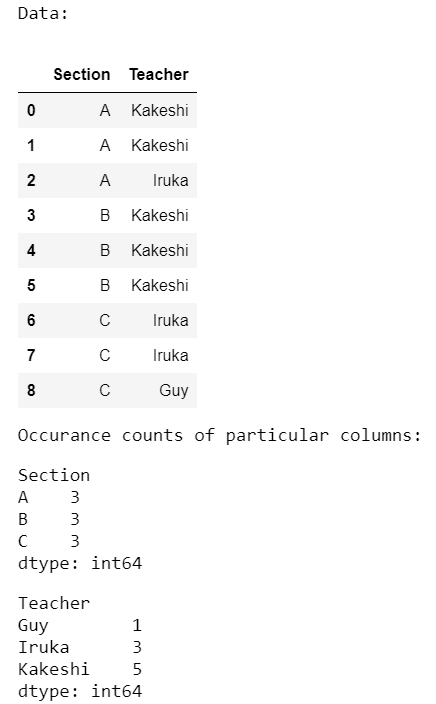 Data:
Section Teacher
0 A Kakeshi
1 A Kakeshi
2 A Iruka
3 B Kakeshi
4 B Kakeshi
5 B Kakeshi
6 C Iruka
7 C Iruka
8 C Guy
Occurance counts of particular columns:
Section
A 3
B 3
C 3
dtype: int64
Teacher
Guy 1
Iruka 3
Kakeshi 5
dtype: int64